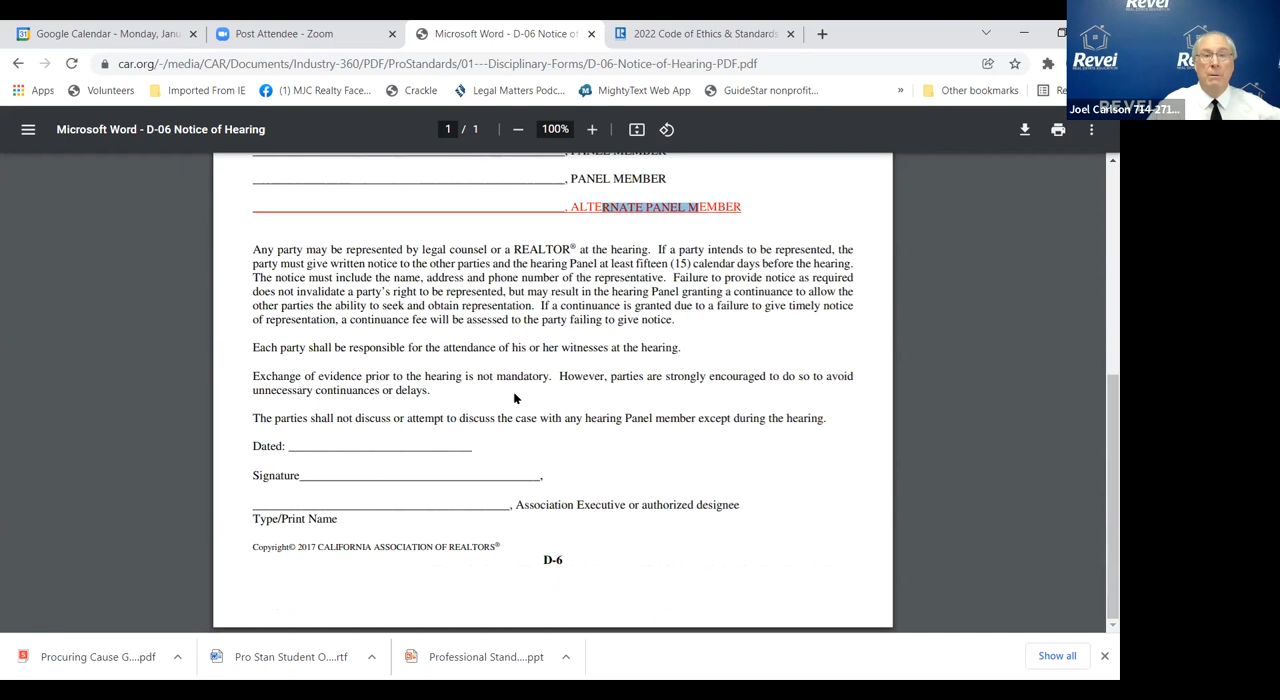 Google Calendar - Monday, Janu
Post Attendee - Zoom
Microsoft Word - D-06 Notice of
2022 Code of Ethics & Standards
car.org/-/media/CAR/Documents/Industry-360/PDF/ProStandards/01---Disciplinary-Forms/D-06-Notice-of-Hearing-PDF.pdf
Apps
Volunteers
Imported From IE
(1) MJC Realty Face...
Crackle
Legal Matters Podc...
MightyText Web App
GuideStar nonprofit...
»
Other bookmarks
Revei
Revei
Joel Carlson 714-271...
Microsoft Word - D-06 Notice of Hearing
1 / 1
100%
, PANEL MEMBER
, PANEL MEMBER
, ALTERNATE PANEL MEMBER
Any party may be represented by legal counsel or a REALTOR® at the hearing. If a party intends to be represented, the
party must give written notice to the other parties and the hearing Panel at least fifteen (15) calendar days before the hearing.
The notice must include the name, address and phone number of the representative. Failure to provide notice as required
does not invalidate a party's right to be represented, but may result in the hearing Panel granting a continuance to allow the
other parties the ability to seek and obtain representation. If a continuance is granted due to a failure to give timely notice
of representation, a continuance fee will be assessed to the party failing to give notice.
Each party shall be responsible for the attendance of his or her witnesses at the hearing.
Exchange of evidence prior to the hearing is not mandatory. However, parties are strongly encouraged to do so to avoid
unnecessary continuances or delays.
The parties shall not discuss or attempt to discuss the case with any hearing Panel member except during the hearing.
Dated:
Signature ,
, Association Executive or authorized designee
Type/Print Name
Copyright© 2017 CALIFORNIA ASSOCIATION OF REALTORS®
D-6
Procuring Cause G....pdf
Pro Stan Student O...rtf
Professional Stand....ppt
Show all